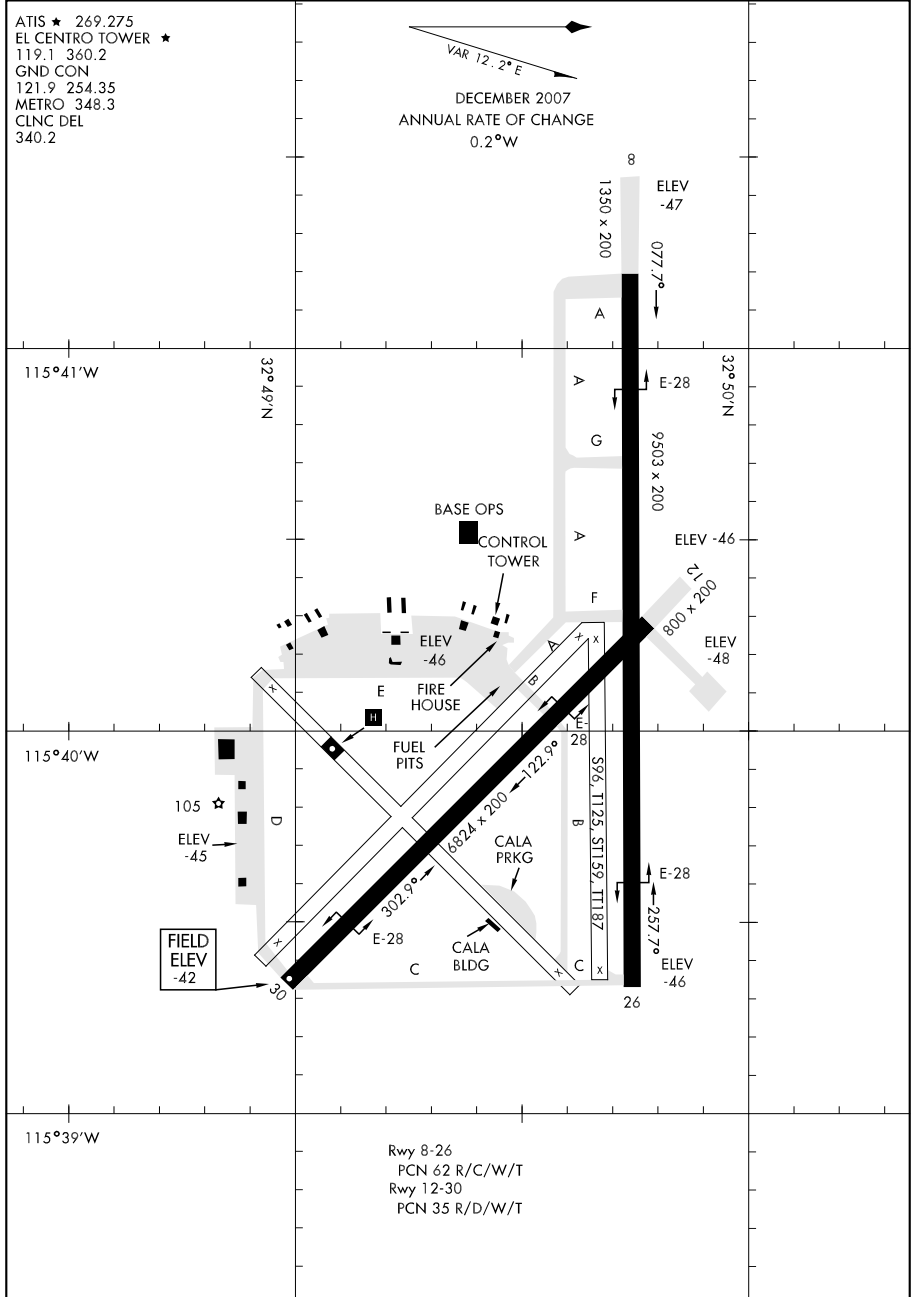 ATIS ★ 269.275
EL CENTRO TOWER ★
119.1 360.2
GND CON
121.9 254.35
METRO 348.3
CLNC DEL
340.2
VAR 12.2° E
DECEMBER 2007
ANNUAL RATE OF CHANGE
0.2°W
8
1350 x 200
ELEV
-47
077.7°
A
115°41'W
32°49'N
32°50'N
A
E-28
G
9503 x 200
BASE OPS
CONTROL
TOWER
A
ELEV -46
F
12
800 x 200
ELEV
-48
ELEV
-46
x
x
A
E
x
FIRE
HOUSE
B
H
E-
28
FUEL
PITS
122.9°
115°40'W
105
ELEV
-45
D
6824 x 200
S96, T125, ST159, TT187
B
CALA
PRKG
302.9°
E-28
257.7°
x
E-28
CALA
BLDG
FIELD
ELEV
-42
C
C
x
x
ELEV
-46
30
26
115°39'W
Rwy 8-26
PCN 62 R/C/W/T
Rwy 12-30
PCN 35 R/D/W/T